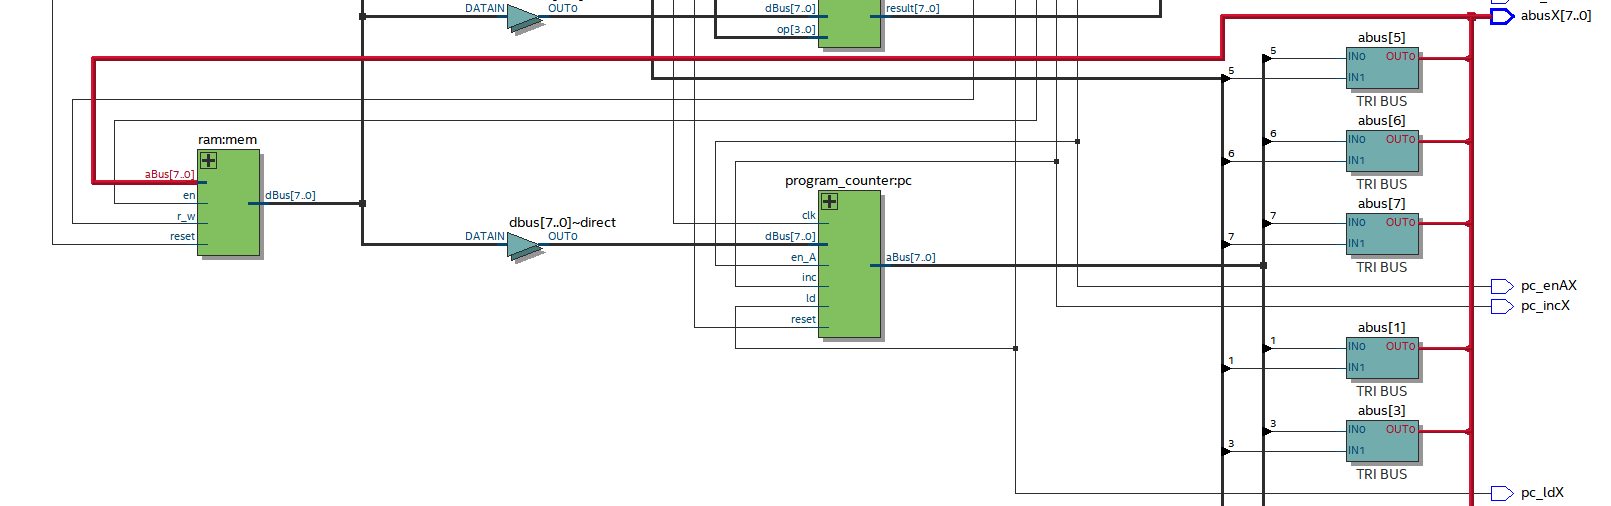 DATAIN
OUT0
dBus[7..0]
result[7..0]
op[3..0]
abusX[7..0]
abus[5]
5
IN0
OUT0
5
IN1
TRI BUS
abus[6]
6
IN0
OUT0
6
IN1
TRI BUS
ram:mem
aBus[7..0]
en
dBus[7..0]
r_w
reset
dbus[7..0]~direct
DATAIN
OUT0
program_counter:pc
clk
dBus[7..0]
en_A
aBus[7..0]
inc
ld
reset
abus[7]
7
IN0
OUT0
7
IN1
TRI BUS
pc_enAX
pc_incX
abus[1]
1
IN0
OUT0
1
IN1
TRI BUS
abus[3]
3
IN0
OUT0
3
IN1
TRI BUS
pc_ldX